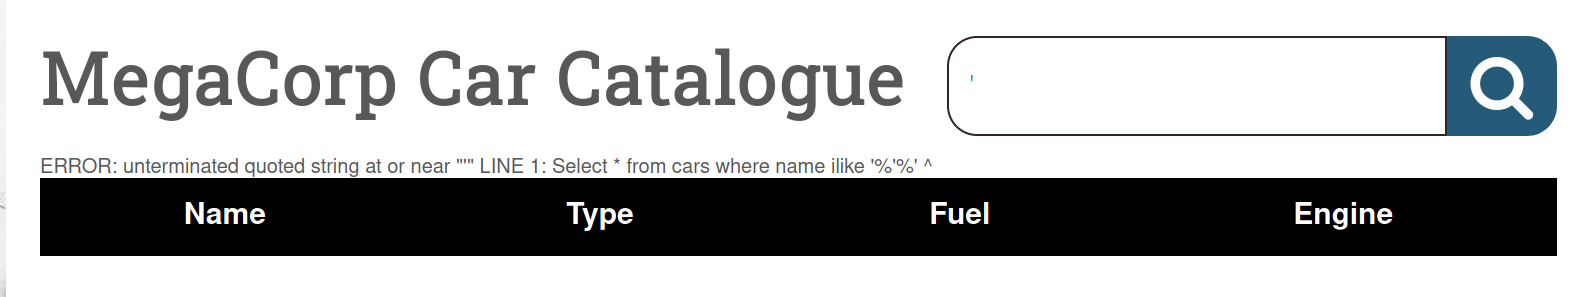 MegaCorp Car Catalogue
'
ERROR: unterminated quoted string at or near "'" LINE 1: Select * from cars where name ilike '%'%' ^
Name Type Fuel Engine